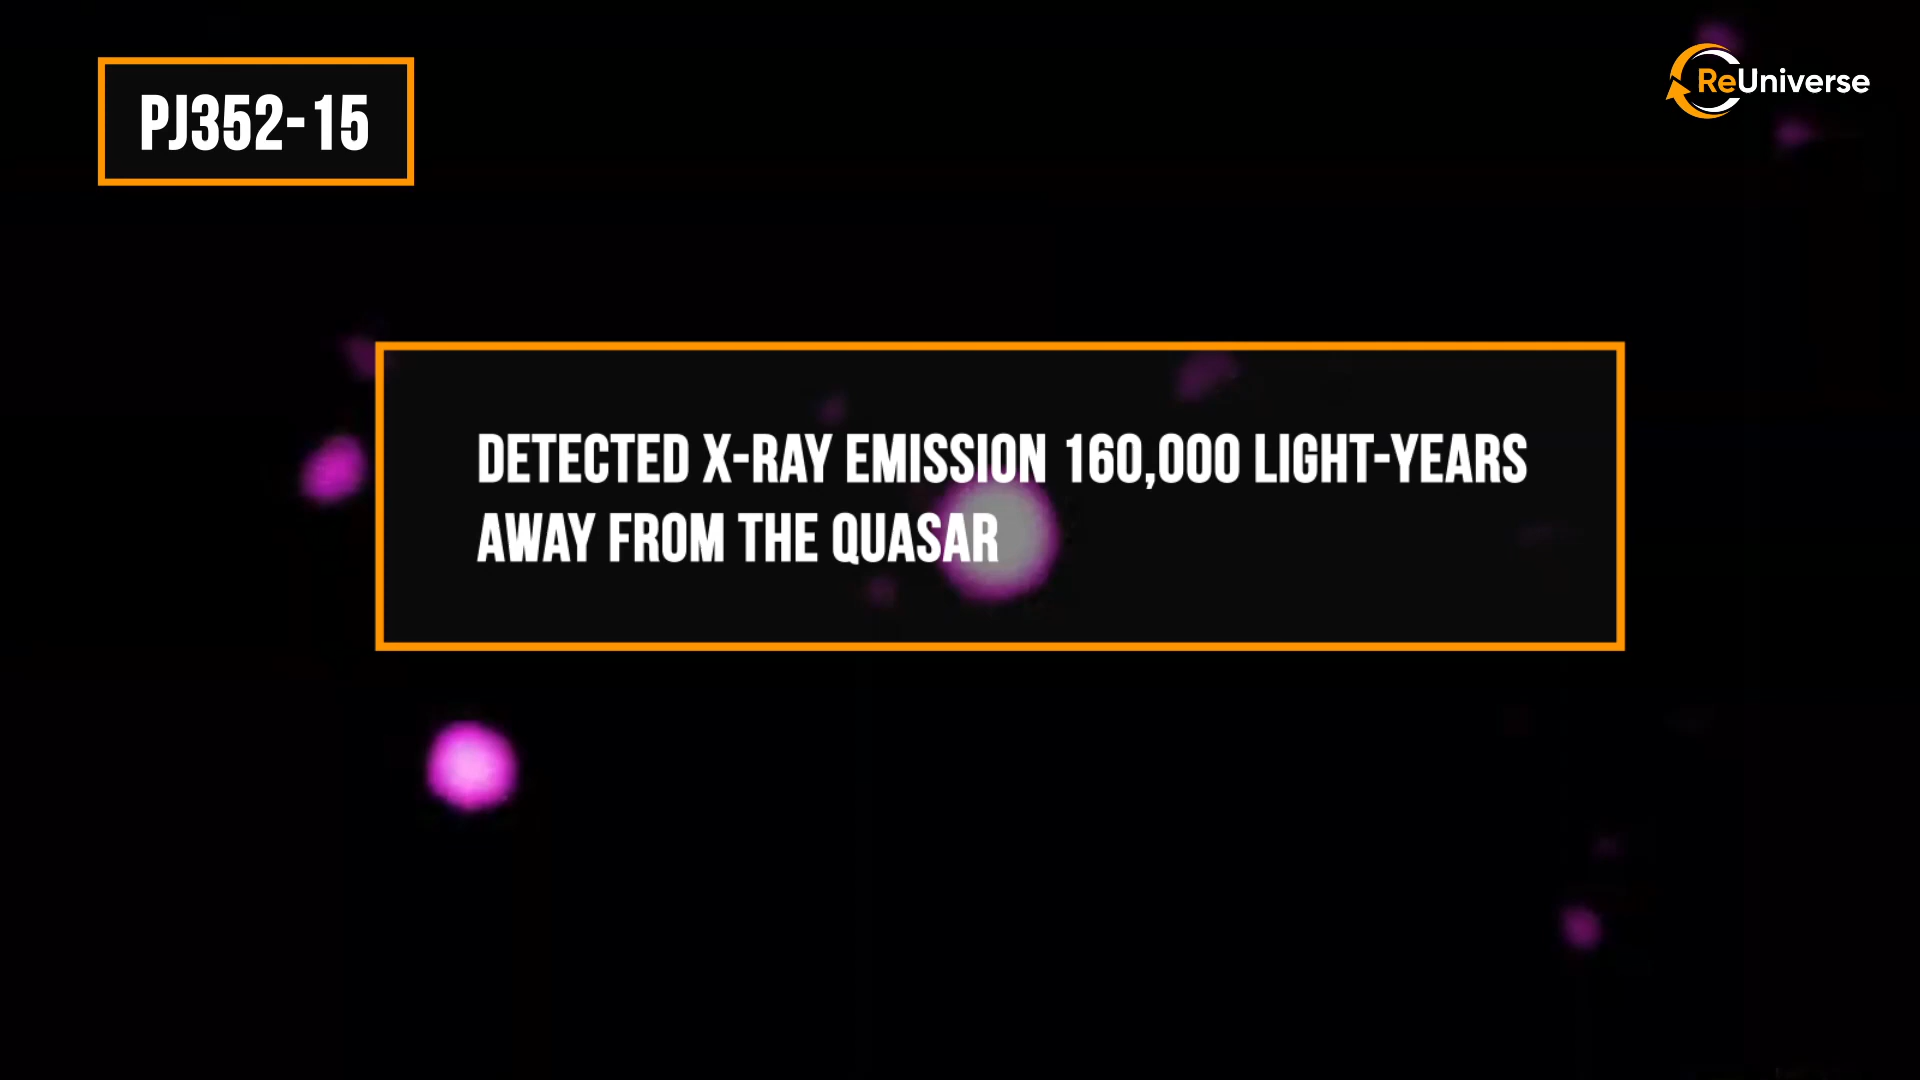 PJ352-15
ReUniverse
DETECTED X-RAY EMISSION 160,000 LIGHT-YEARS
AWAY FROM THE QUASAR